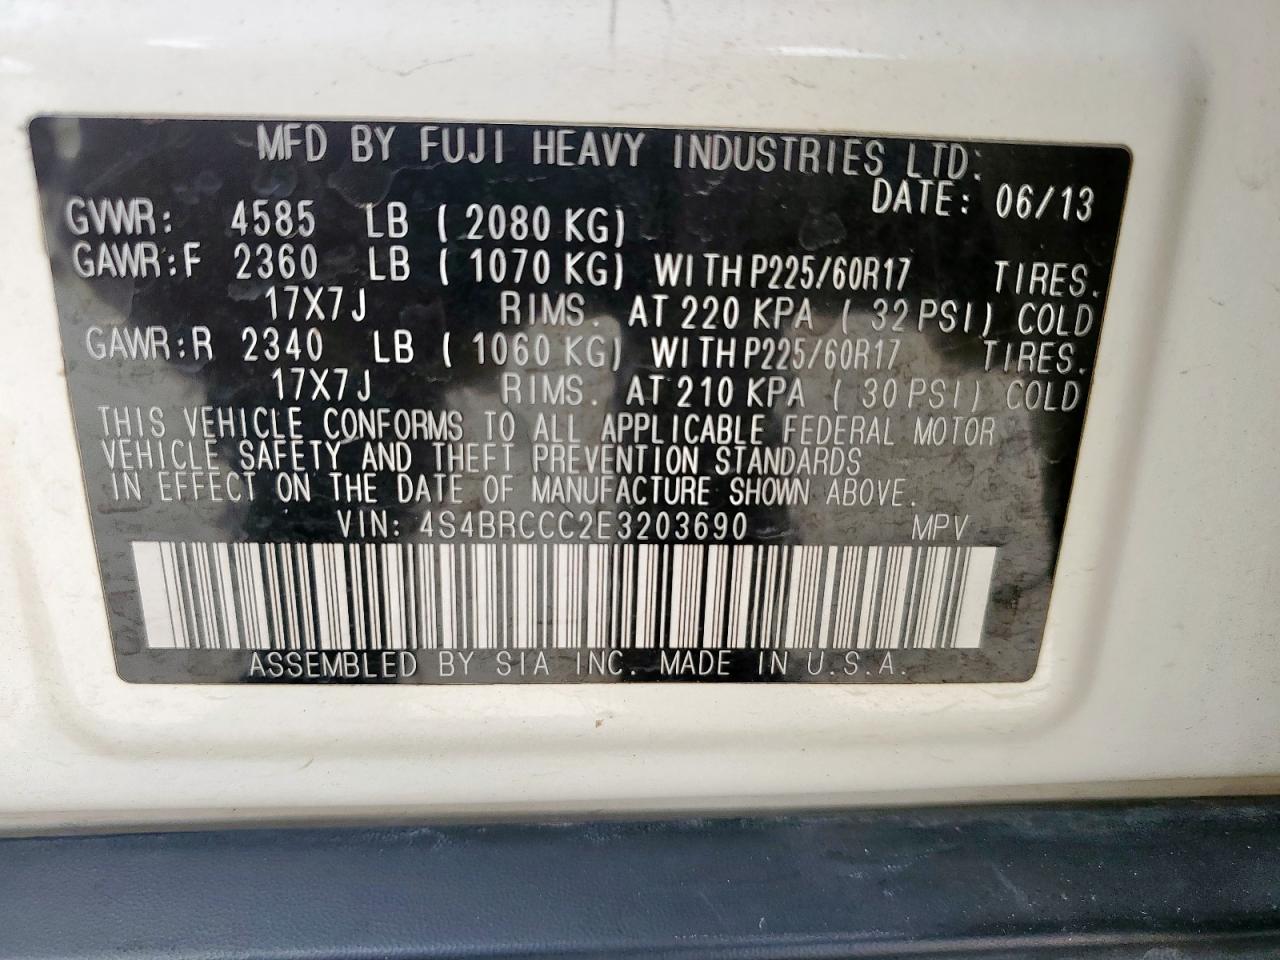 MFD BY FUJI HEAVY INDUSTRIES LTD.
DATE: 06/13
GVWR: 4585 LB ( 2080 KG)
GAWR:F 2360 LB ( 1070 KG) WITH P225/60R17 TIRES.
17X7J RIMS. AT 220 KPA ( 32 PSI) COLD
GAWR:R 2340 LB ( 1060 KG) WITH P225/60R17 TIRES.
17X7J RIMS. AT 210 KPA ( 30 PSI) COLD
THIS VEHICLE CONFORMS TO ALL APPLICABLE FEDERAL MOTOR
VEHICLE SAFETY AND THEFT PREVENTION STANDARDS
IN EFFECT ON THE DATE OF MANUFACTURE SHOWN ABOVE.
VIN: 4S4BRCCC2E3203690 MPV
ASSEMBLED BY SIA INC. MADE IN U.S.A.